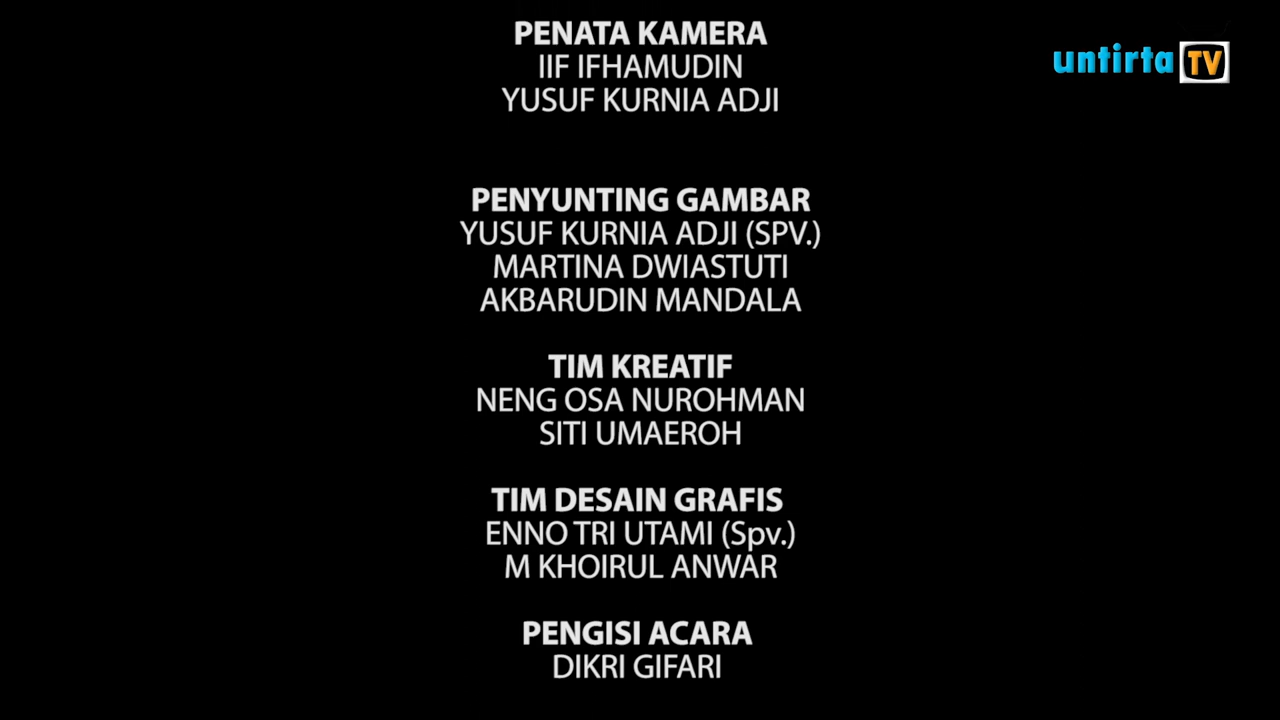 PENATA KAMERA
IIF IFHAMUDIN
YUSUF KURNIA ADJI
untirta TV
PENYUNTING GAMBAR
YUSUF KURNIA ADJI (SPV.)
MARTINA DWIASTUTI
AKBARUDIN MANDALA
TIM KREATIF
NENG OSA NUROHMAN
SITI UMAEROH
TIM DESAIN GRAFIS
ENNO TRI UTAMI (Spv.)
M KHOIRUL ANWAR
PENGISI ACARA
DIKRI GIFARI